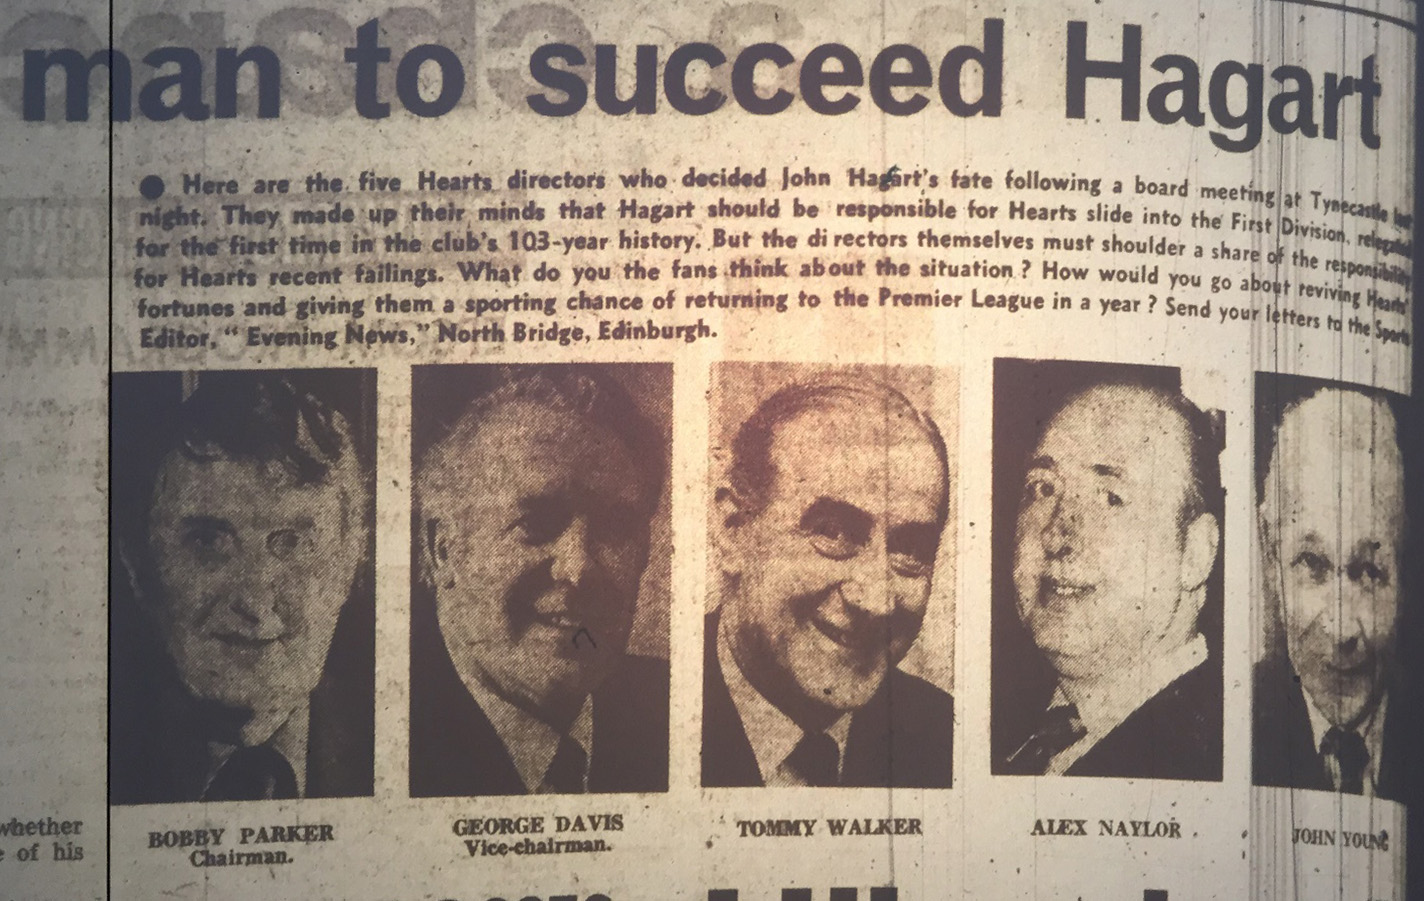 man to succeed Hagart
● Here are the five Hearts directors who decided John Hagart's fate following a board meeting at Tynecastle last
night. They made up their minds that Hagart should be responsible for Hearts slide into the First Division, relegated
for the first time in the club's 103-year history. But the di rectors themselves must shoulder a share of the responsibility
for Hearts recent failings. What do you the fans think about the situation? How would you go about reviving Hearts'
fortunes and giving them a sporting chance of returning to the Premier League in a year? Send your letters to the Sports
Editor, "Evening News," North Bridge, Edinburgh.
whether
of his
BOBBY PARKER
Chairman.
GEORGE DAVIS
Vice-chairman.
TOMMY WALKER
ALEX NAYLOR
JOHN YOUNG